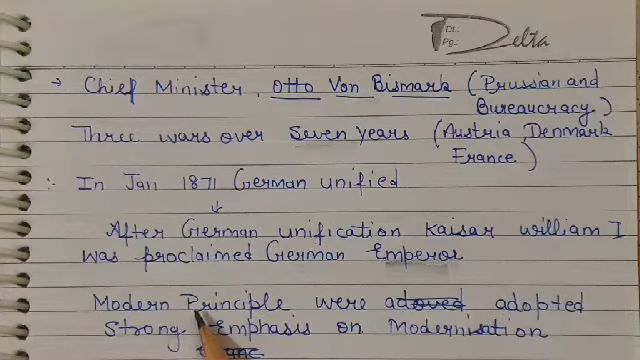 Dt.:
Pg.:
Delta
→ Chief Minister, Otto Von Bismark (Prussian and
Bureaucracy.)
Three wars over Seven years (Austria Denmark
France)
∴ In Jan 1871 German unified
↓
After German unification Kaisar william I
was proclaimed German Emperor
Modern Principle were adoved adopted
Strong Emphasis on Modernisation